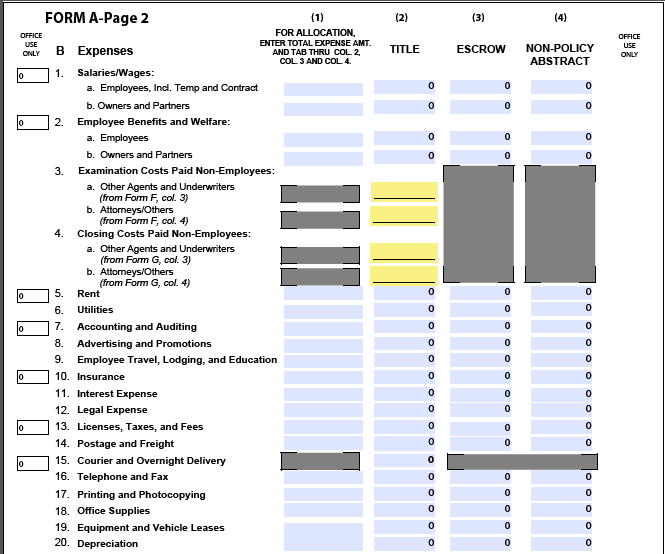 FORM A-Page 2
(1) (2) (3) (4)
OFFICE USE ONLY
B Expenses
FOR ALLOCATION, ENTER TOTAL EXPENSE AMT. AND TAB THRU COL. 2, COL. 3 AND COL. 4.
TITLE
ESCROW
NON-POLICY ABSTRACT
OFFICE USE ONLY
0 1. Salaries/Wages:
a. Employees, Incl. Temp and Contract 0 0 0
b. Owners and Partners 0 0 0
0 2. Employee Benefits and Welfare:
a. Employees 0 0 0
b. Owners and Partners 0 0 0
3. Examination Costs Paid Non-Employees:
a. Other Agents and Underwriters
(from Form F, col. 3)
b. Attorneys/Others
(from Form F, col. 4)
4. Closing Costs Paid Non-Employees:
a. Other Agents and Underwriters
(from Form G, col. 3)
b. Attorneys/Others
(from Form G, col. 4)
0 5. Rent 0 0 0
6. Utilities 0 0 0
0 7. Accounting and Auditing 0 0 0
8. Advertising and Promotions 0 0 0
9. Employee Travel, Lodging, and Education 0 0 0
0 10. Insurance 0 0 0
11. Interest Expense 0 0 0
12. Legal Expense 0 0 0
0 13. Licenses, Taxes, and Fees 0 0 0
14. Postage and Freight 0 0 0
0 15. Courier and Overnight Delivery 0
16. Telephone and Fax 0 0 0
17. Printing and Photocopying 0 0 0
18. Office Supplies 0 0 0
19. Equipment and Vehicle Leases 0 0 0
20. Depreciation 0 0 0